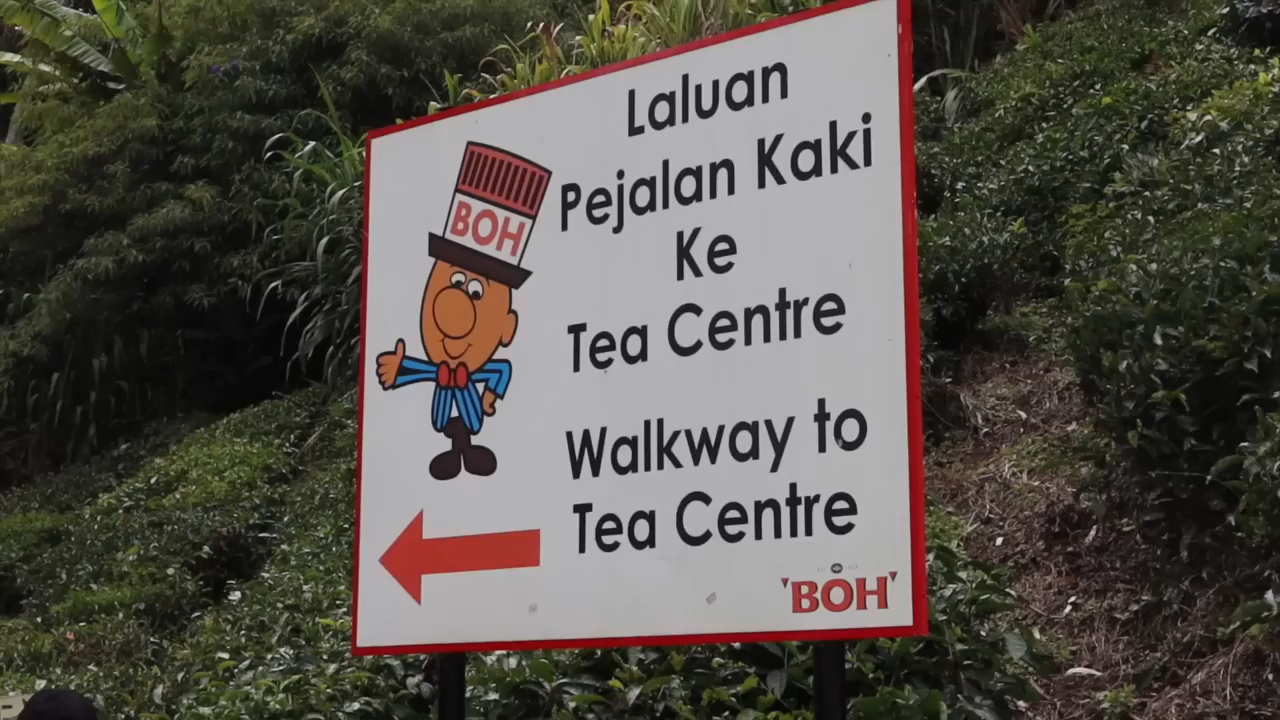 Laluan
Pejalan Kaki
Ke
Tea Centre
BOH
Walkway to
Tea Centre
'BOH'